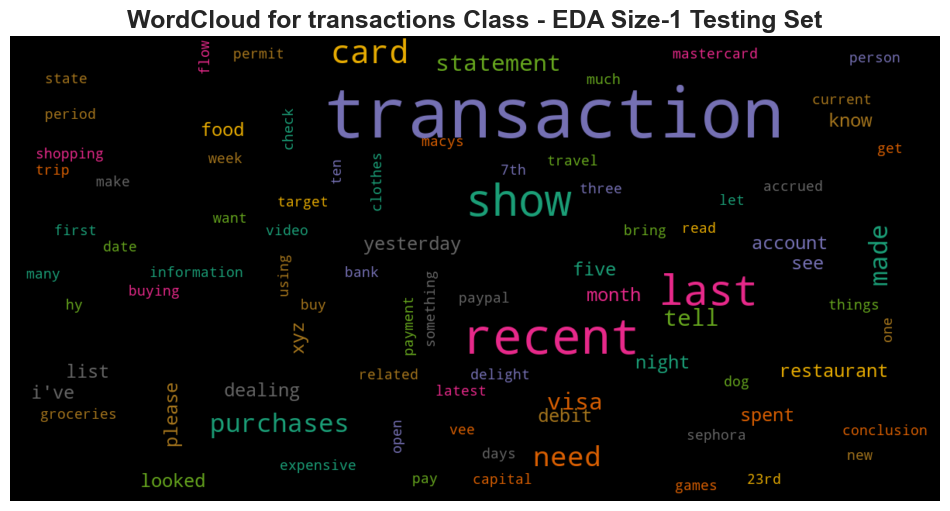 WordCloud for transactions Class - EDA Size-1 Testing Set
flow
permit
card
statement
mastercard
person
state
much
transaction
current
period
food
check
macys
know
shopping
week
ten
clothes
7th
travel
get
trip
make
target
show
three
let
accrued
want
first
video
yesterday
bring
read
account
made
date
see
many
information
using
bank
something
five
buying
paypal
month
last
things
hy
buy
xyz
payment
tell
one
recent
night
list
related
delight
dog
restaurant
i've
dealing
latest
groceries
please
visa
purchases
debit
spent
open
vee
sephora
conclusion
expensive
days
need
new
looked
pay
capital
games
23rd